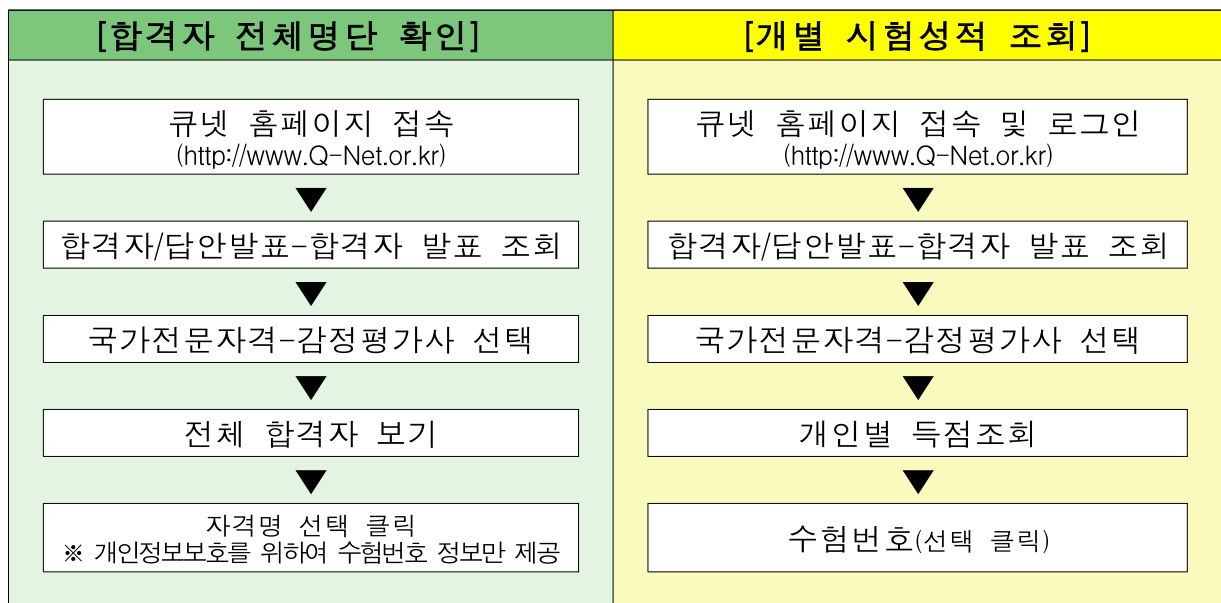 [합격자 전체명단 확인]
큐넷 홈페이지 접속
(http://www.Q-Net.or.kr)
합격자/답안발표-합격자 발표 조회
국가전문자격-감정평가사 선택
전체 합격자 보기
자격명 선택 클릭
※ 개인정보보호를 위하여 수험번호 정보만 제공
[개별 시험성적 조회]
큐넷 홈페이지 접속 및 로그인
(http://www.Q-Net.or.kr)
합격자/답안발표-합격자 발표 조회
국가전문자격-감정평가사 선택
개인별 득점조회
수험번호(선택 클릭)